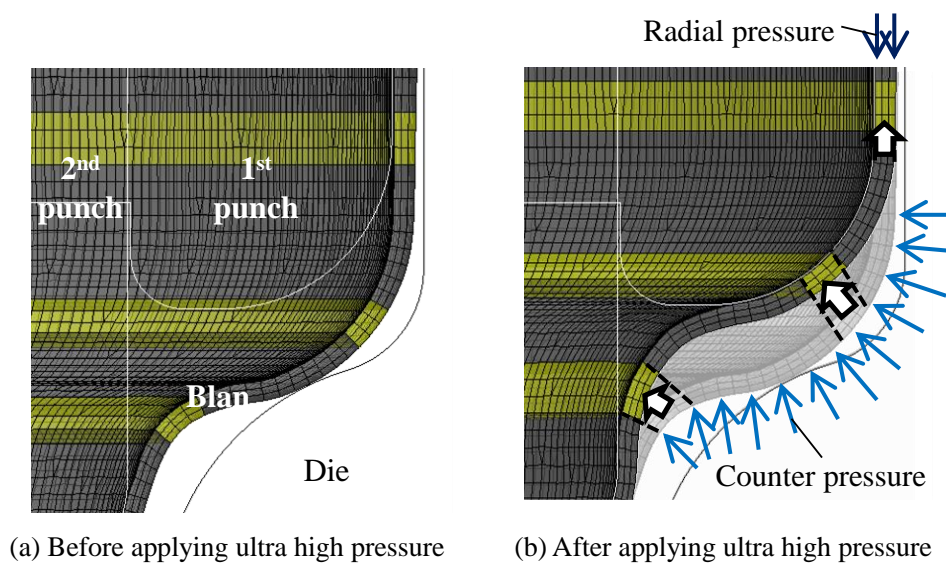 Radial pressure
2nd
punch
1st
punch
Blan
Die
Counter pressure
(a) Before applying ultra high pressure
(b) After applying ultra high pressure